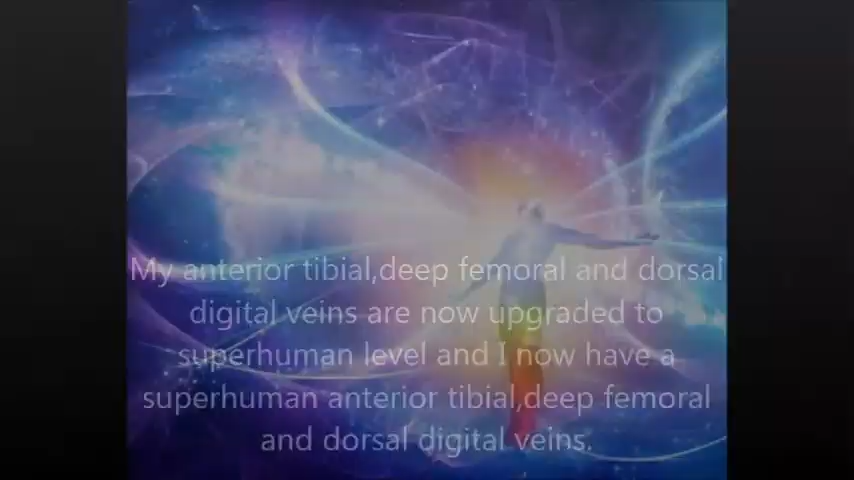 My anterior tibial,deep femoral and dorsal
digital veins are now upgraded to
superhuman level and I now have a
superhuman anterior tibial,deep femoral
and dorsal digital veins.